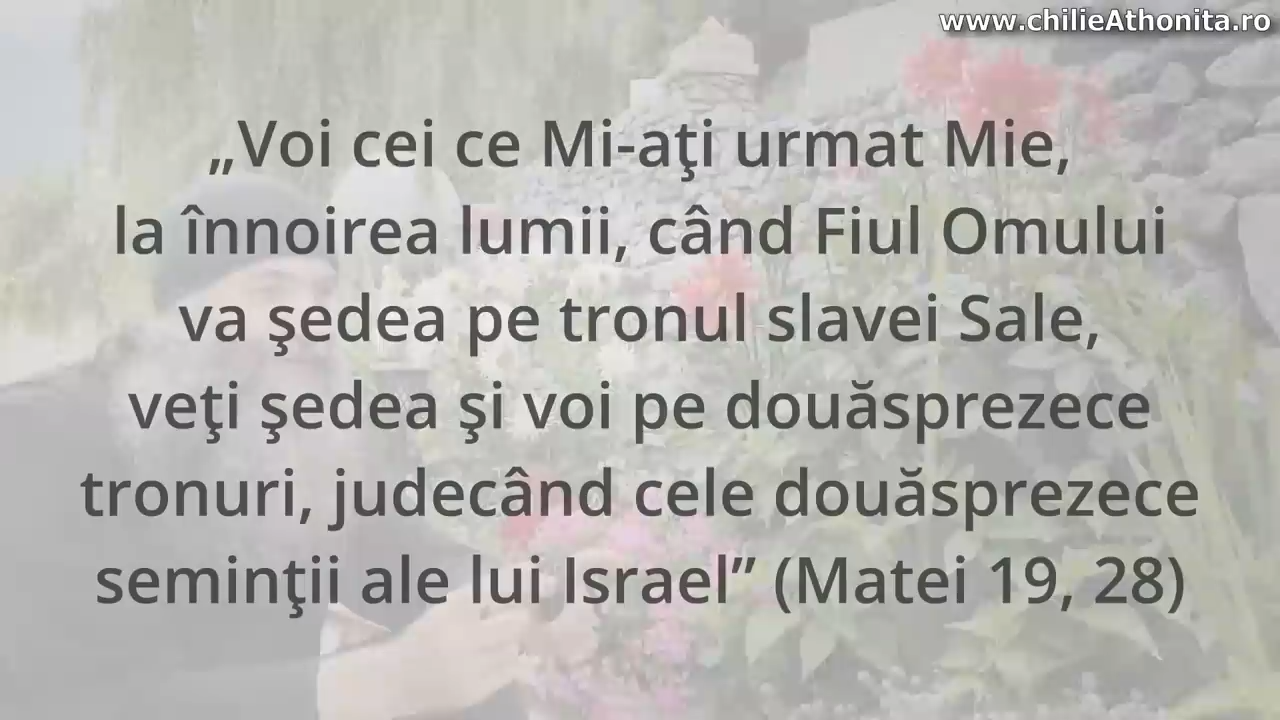 www.chilieAthonita.ro
„Voi cei ce Mi-aţi urmat Mie,
la înnoirea lumii, când Fiul Omului
va şedea pe tronul slavei Sale,
veţi şedea şi voi pe douăsprezece
tronuri, judecând cele douăsprezece
seminţii ale lui Israel” (Matei 19, 28)